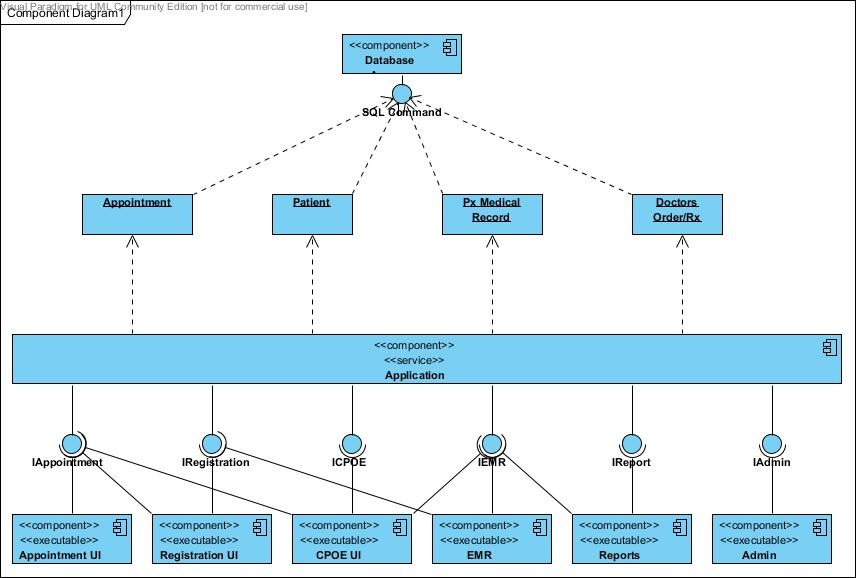 Visual Paradigm for UML Community Edition [not for commercial use]
Component Diagram1
<<component>>
Database
SQL Command
Appointment
Patient
Px Medical
Record
Doctors
Order/Rx
<<component>>
<<service>>
Application
IAppointment
IRegistration
ICPOE
IEMR
IReport
IAdmin
<<component>>
<<executable>>
Appointment UI
<<component>>
<<executable>>
Registration UI
<<component>>
<<executable>>
CPOE UI
<<component>>
<<executable>>
EMR
<<component>>
<<executable>>
Reports
<<component>>
<<executable>>
Admin